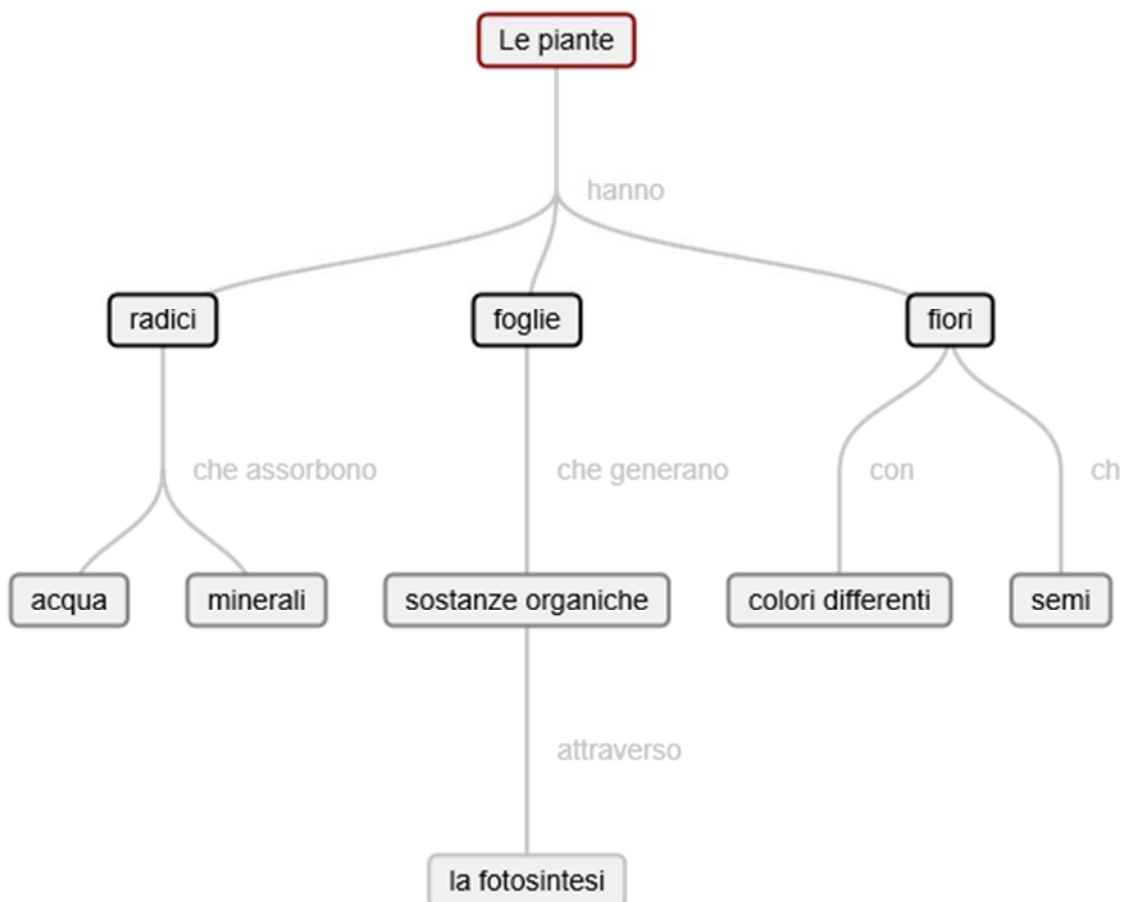 Le piante
hanno
radici
foglie
fiori
che assorbono
che generano
con
ch
acqua
minerali
sostanze organiche
colori differenti
semi
attraverso
la fotosintesi